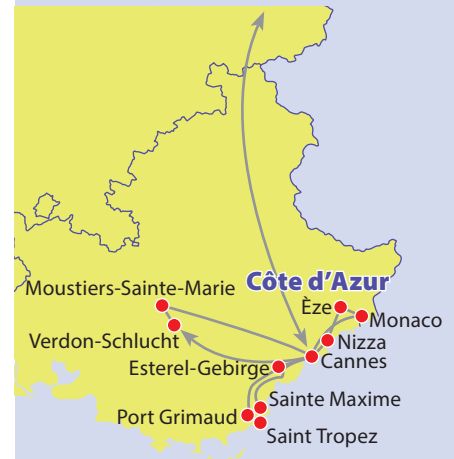 Côte d'Azur
Moustiers-Sainte-Marie
Èze
Monaco
Verdon-Schlucht
Nizza
Esterel-Gebirge
Cannes
Sainte Maxime
Port Grimaud
Saint Tropez